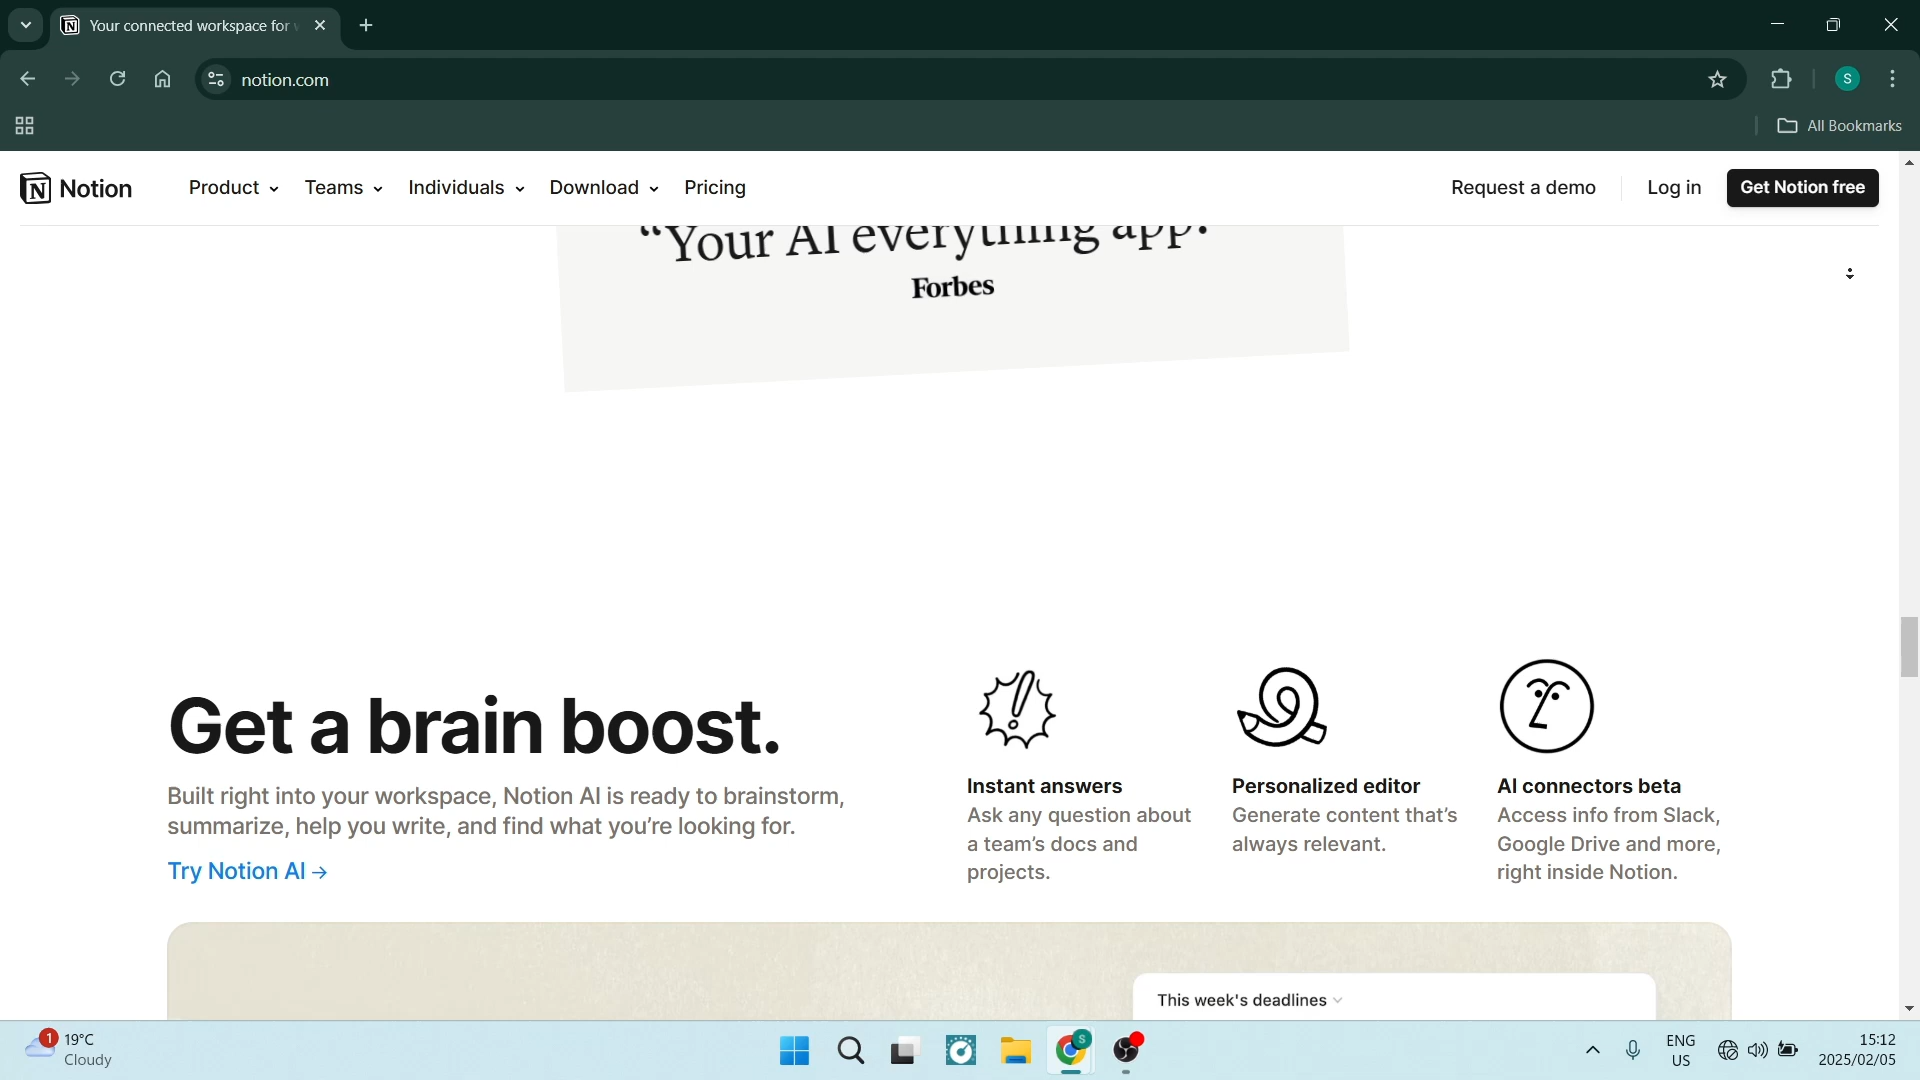 Your connected workspace for
notion.com
S
All Bookmarks
Notion
Product
Teams
Individuals
Download
Pricing
Request a demo
Log in
Get Notion free
“Your AI everything app.
Forbes
Get a brain boost.
Built right into your workspace, Notion AI is ready to brainstorm,
summarize, help you write, and find what you’re looking for.
Try Notion AI →
Instant answers
Ask any question about
a team’s docs and
projects.
Personalized editor
Generate content that’s
always relevant.
AI connectors beta
Access info from Slack,
Google Drive and more,
right inside Notion.
This week's deadlines
1
19°C
Cloudy
S
ENG
US
15:12
2025/02/05